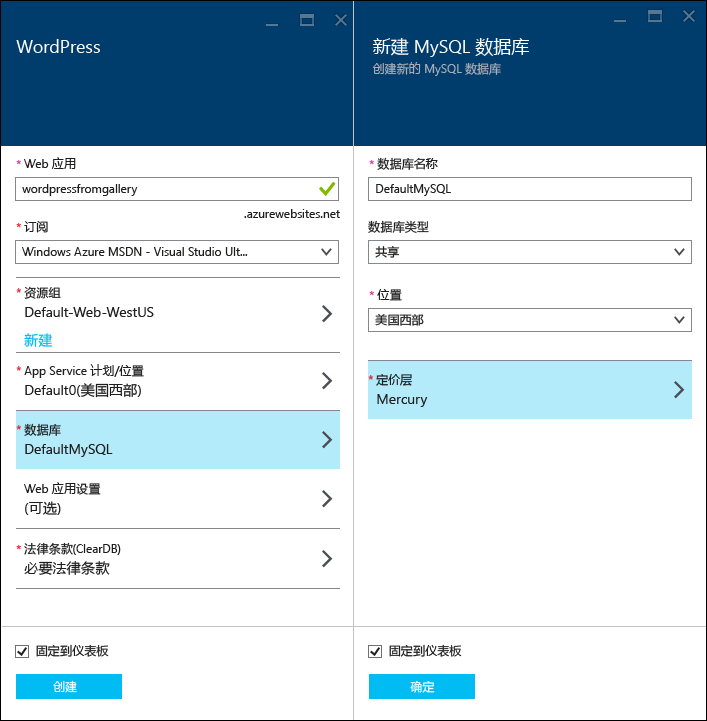 WordPress
* Web 应用
wordpressfromgallery
.azurewebsites.net
* 订阅
Windows Azure MSDN - Visual Studio Ult...
* 资源组
Default-Web-WestUS
新建
* App Service 计划/位置
Default0(美国西部)
* 数据库
DefaultMySQL
Web 应用设置
(可选)
* 法律条款(ClearDB)
必要法律条款
固定到仪表板
创建
新建 MySQL 数据库
创建新的 MySQL 数据库
* 数据库名称
DefaultMySQL
数据库类型
共享
* 位置
美国西部
* 定价层
Mercury
固定到仪表板
确定